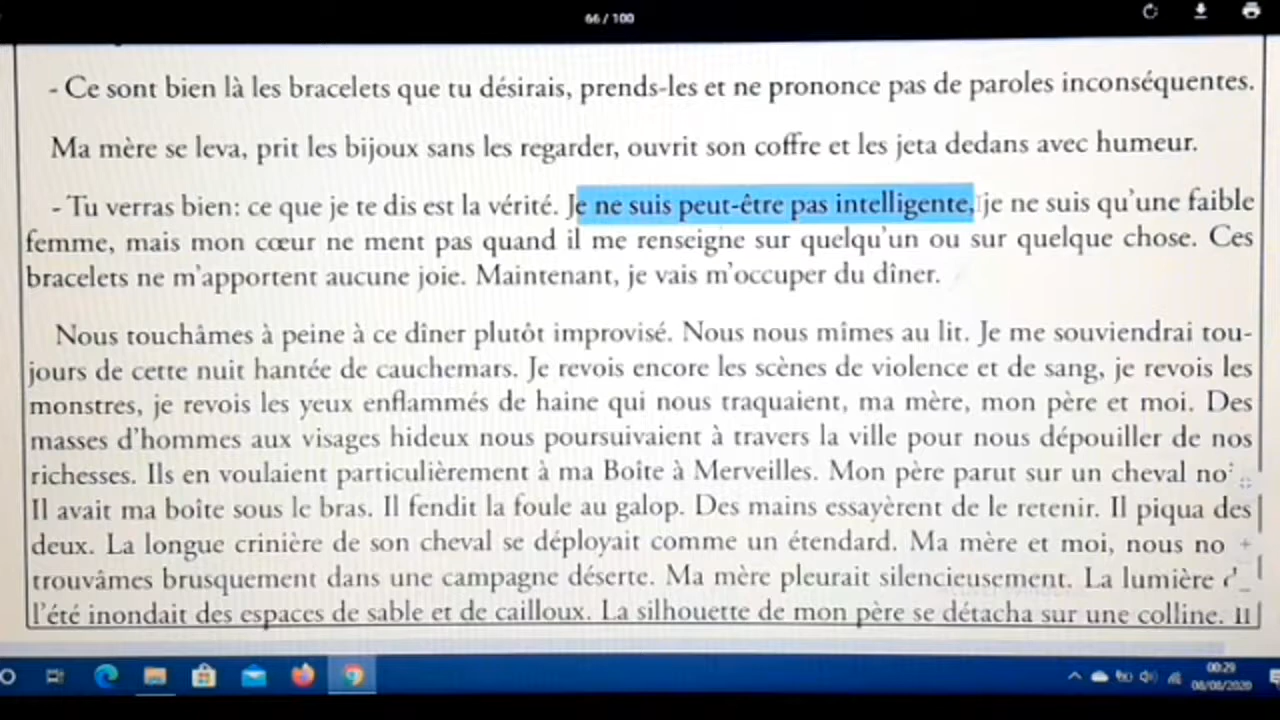 66 / 100
- Ce sont bien là les bracelets que tu désirais, prends-les et ne prononce pas de paroles inconséquentes.
Ma mère se leva, prit les bijoux sans les regarder, ouvrit son coffre et les jeta dedans avec humeur.
- Tu verras bien: ce que je te dis est la vérité. Je ne suis peut-être pas intelligente, je ne suis qu'une faible
femme, mais mon cœur ne ment pas quand il me renseigne sur quelqu'un ou sur quelque chose. Ces
bracelets ne m'apportent aucune joie. Maintenant, je vais m'occuper du dîner.
Nous touchâmes à peine à ce dîner plutôt improvisé. Nous nous mîmes au lit. Je me souviendrai tou-
jours de cette nuit hantée de cauchemars. Je revois encore les scènes de violence et de sang, je revois les
monstres, je revois les yeux enflammés de haine qui nous traquaient, ma mère, mon père et moi. Des
masses d'hommes aux visages hideux nous poursuivaient à travers la ville pour nous dépouiller de nos
richesses. Ils en voulaient particulièrement à ma Boîte à Merveilles. Mon père parut sur un cheval
Il avait ma boîte sous le bras. Il fendit la foule au galop. Des mains essayèrent de le retenir. Il piqua des
deux. La longue crinière de son cheval se déployait comme un étendard. Ma mère et moi, nous no
trouvâmes brusquement dans une campagne déserte. Ma mère pleurait silencieusement. La lumière
l'été inondait des espaces de sable et de cailloux. La silhouette de mon père se détacha sur une colline. Il
00:29
08/08/2020